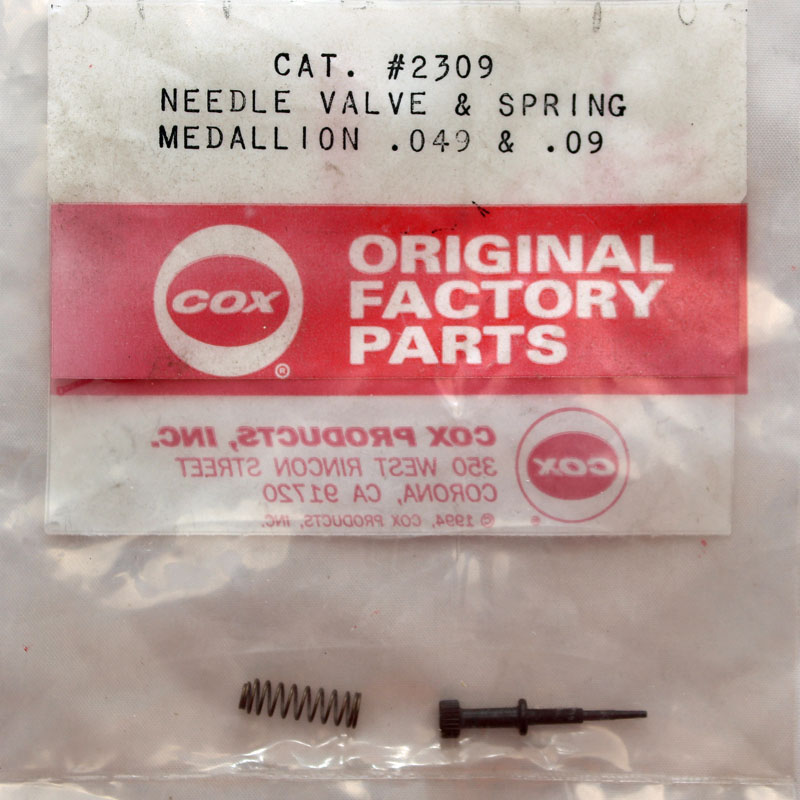 CAT. #2309
NEEDLE VALVE & SPRING
MEDALLION .049 & .09
COX
®
ORIGINAL
FACTORY
PARTS
COX PRODUCTS, INC.
350 WEST RINCON STREET
CORONA, CA 91720
© 1994, COX PRODUCTS, INC.
COX
®